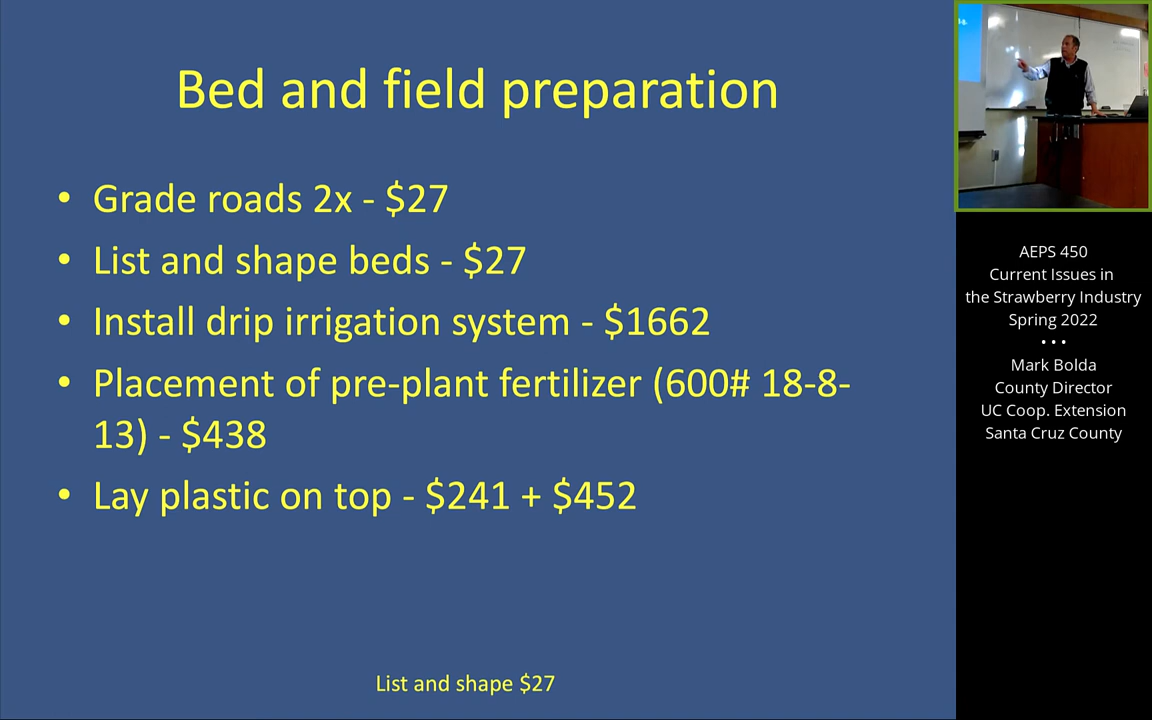 Bed and field preparation
• Grade roads 2x - $27
• List and shape beds - $27
• Install drip irrigation system - $1662
• Placement of pre-plant fertilizer (600# 18-8-
13) - $438
• Lay plastic on top - $241 + $452
List and shape $27
AEPS 450
Current Issues in
the Strawberry Industry
Spring 2022
• • •
Mark Bolda
County Director
UC Coop. Extension
Santa Cruz County